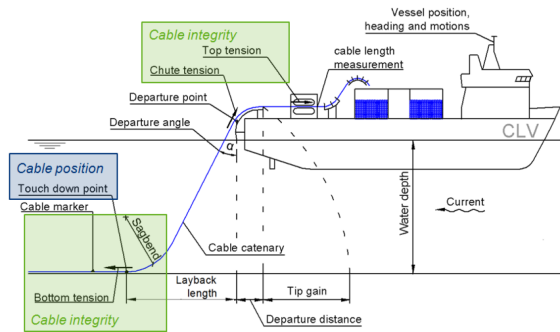 Cable integrity
Top tension
Chute tension
Departure point
Departure angle
α
cable length
measurement
Vessel position,
heading and motions
CLV
Cable position
Touch down point
Cable marker
Sagbend
Water depth
Current
Cable catenary
Bottom tension
Layback
length
Tip gain
Departure distance
Cable integrity